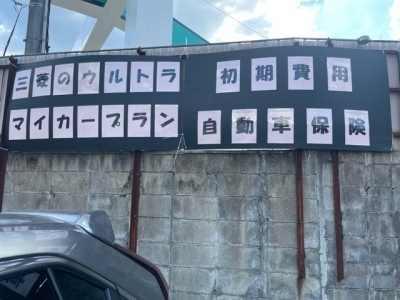 三菱のウルトラ
マイカープラン
初期費用
自動車保険